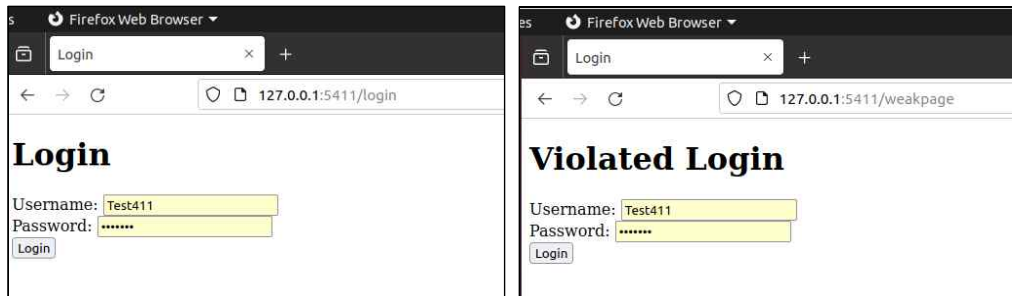 s Firefox Web Browser
Login
127.0.0.1:5411/login
Login
Username: Test411
Password: •••••••
Login
es Firefox Web Browser
Login
127.0.0.1:5411/weakpage
Violated Login
Username: Test411
Password: •••••••
Login